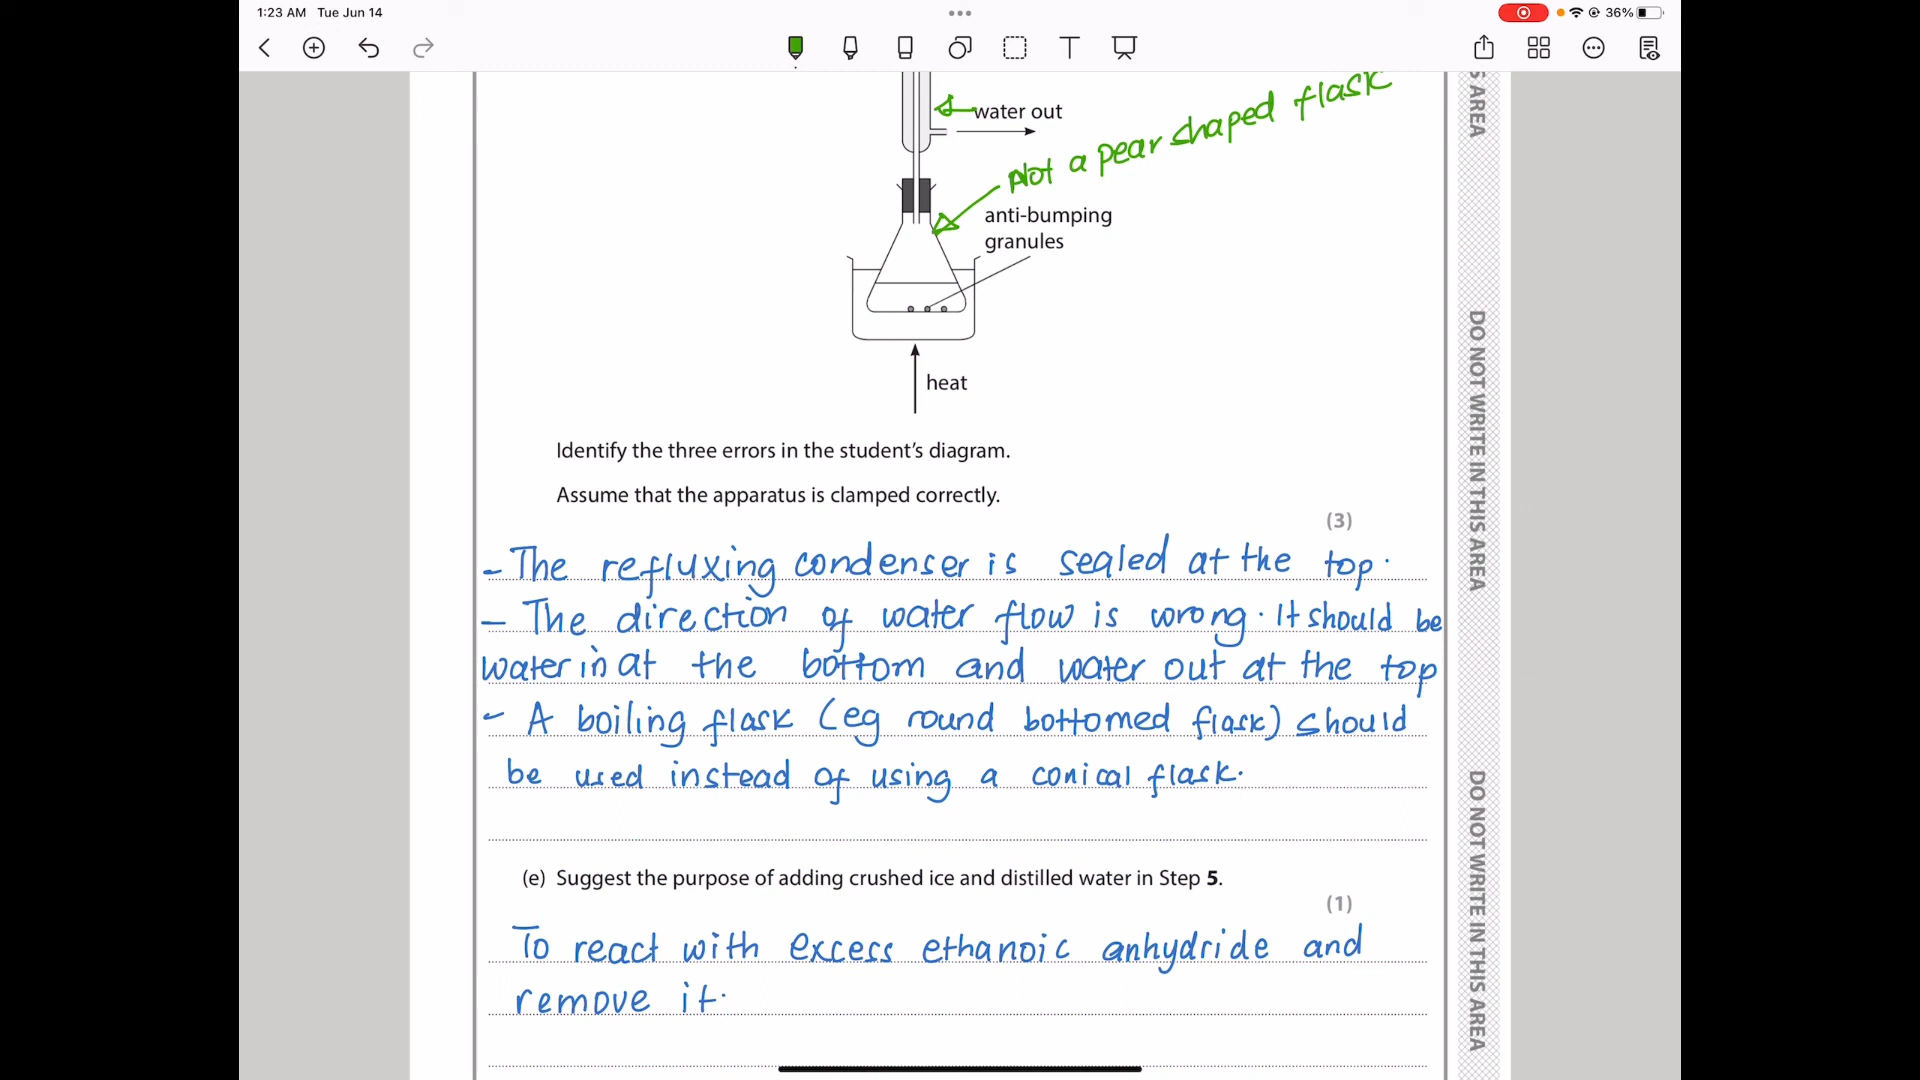 1:23 AM Tue Jun 14
36%
water out
Not a pear shaped flask
anti-bumping
granules
heat
Identify the three errors in the student's diagram.
Assume that the apparatus is clamped correctly.
(3)
- The refluxing condenser is sealed at the top.
- The direction of water flow is wrong. It should be
water in at the bottom and water out at the top
- A boiling flask (eg round bottomed flask) should
be used instead of using a conical flask.
(e) Suggest the purpose of adding crushed ice and distilled water in Step 5.
(1)
To react with excess ethanoic anhydride and
remove it.
S AREA
DO NOT WRITE IN THIS AREA
DO NOT WRITE IN THIS AREA